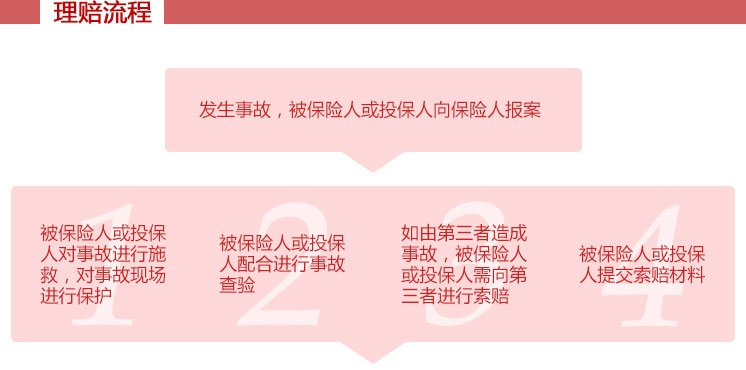 理赔流程
发生事故，被保险人或投保人向保险人报案
1
被保险人或投保
人对事故进行施
救，对事故现场
进行保护
2
被保险人或投保
人配合进行事故
查验
3
如由第三者造成
事故，被保险人
或投保人需向第
三者进行索赔
4
被保险人或投保
人提交索赔材料